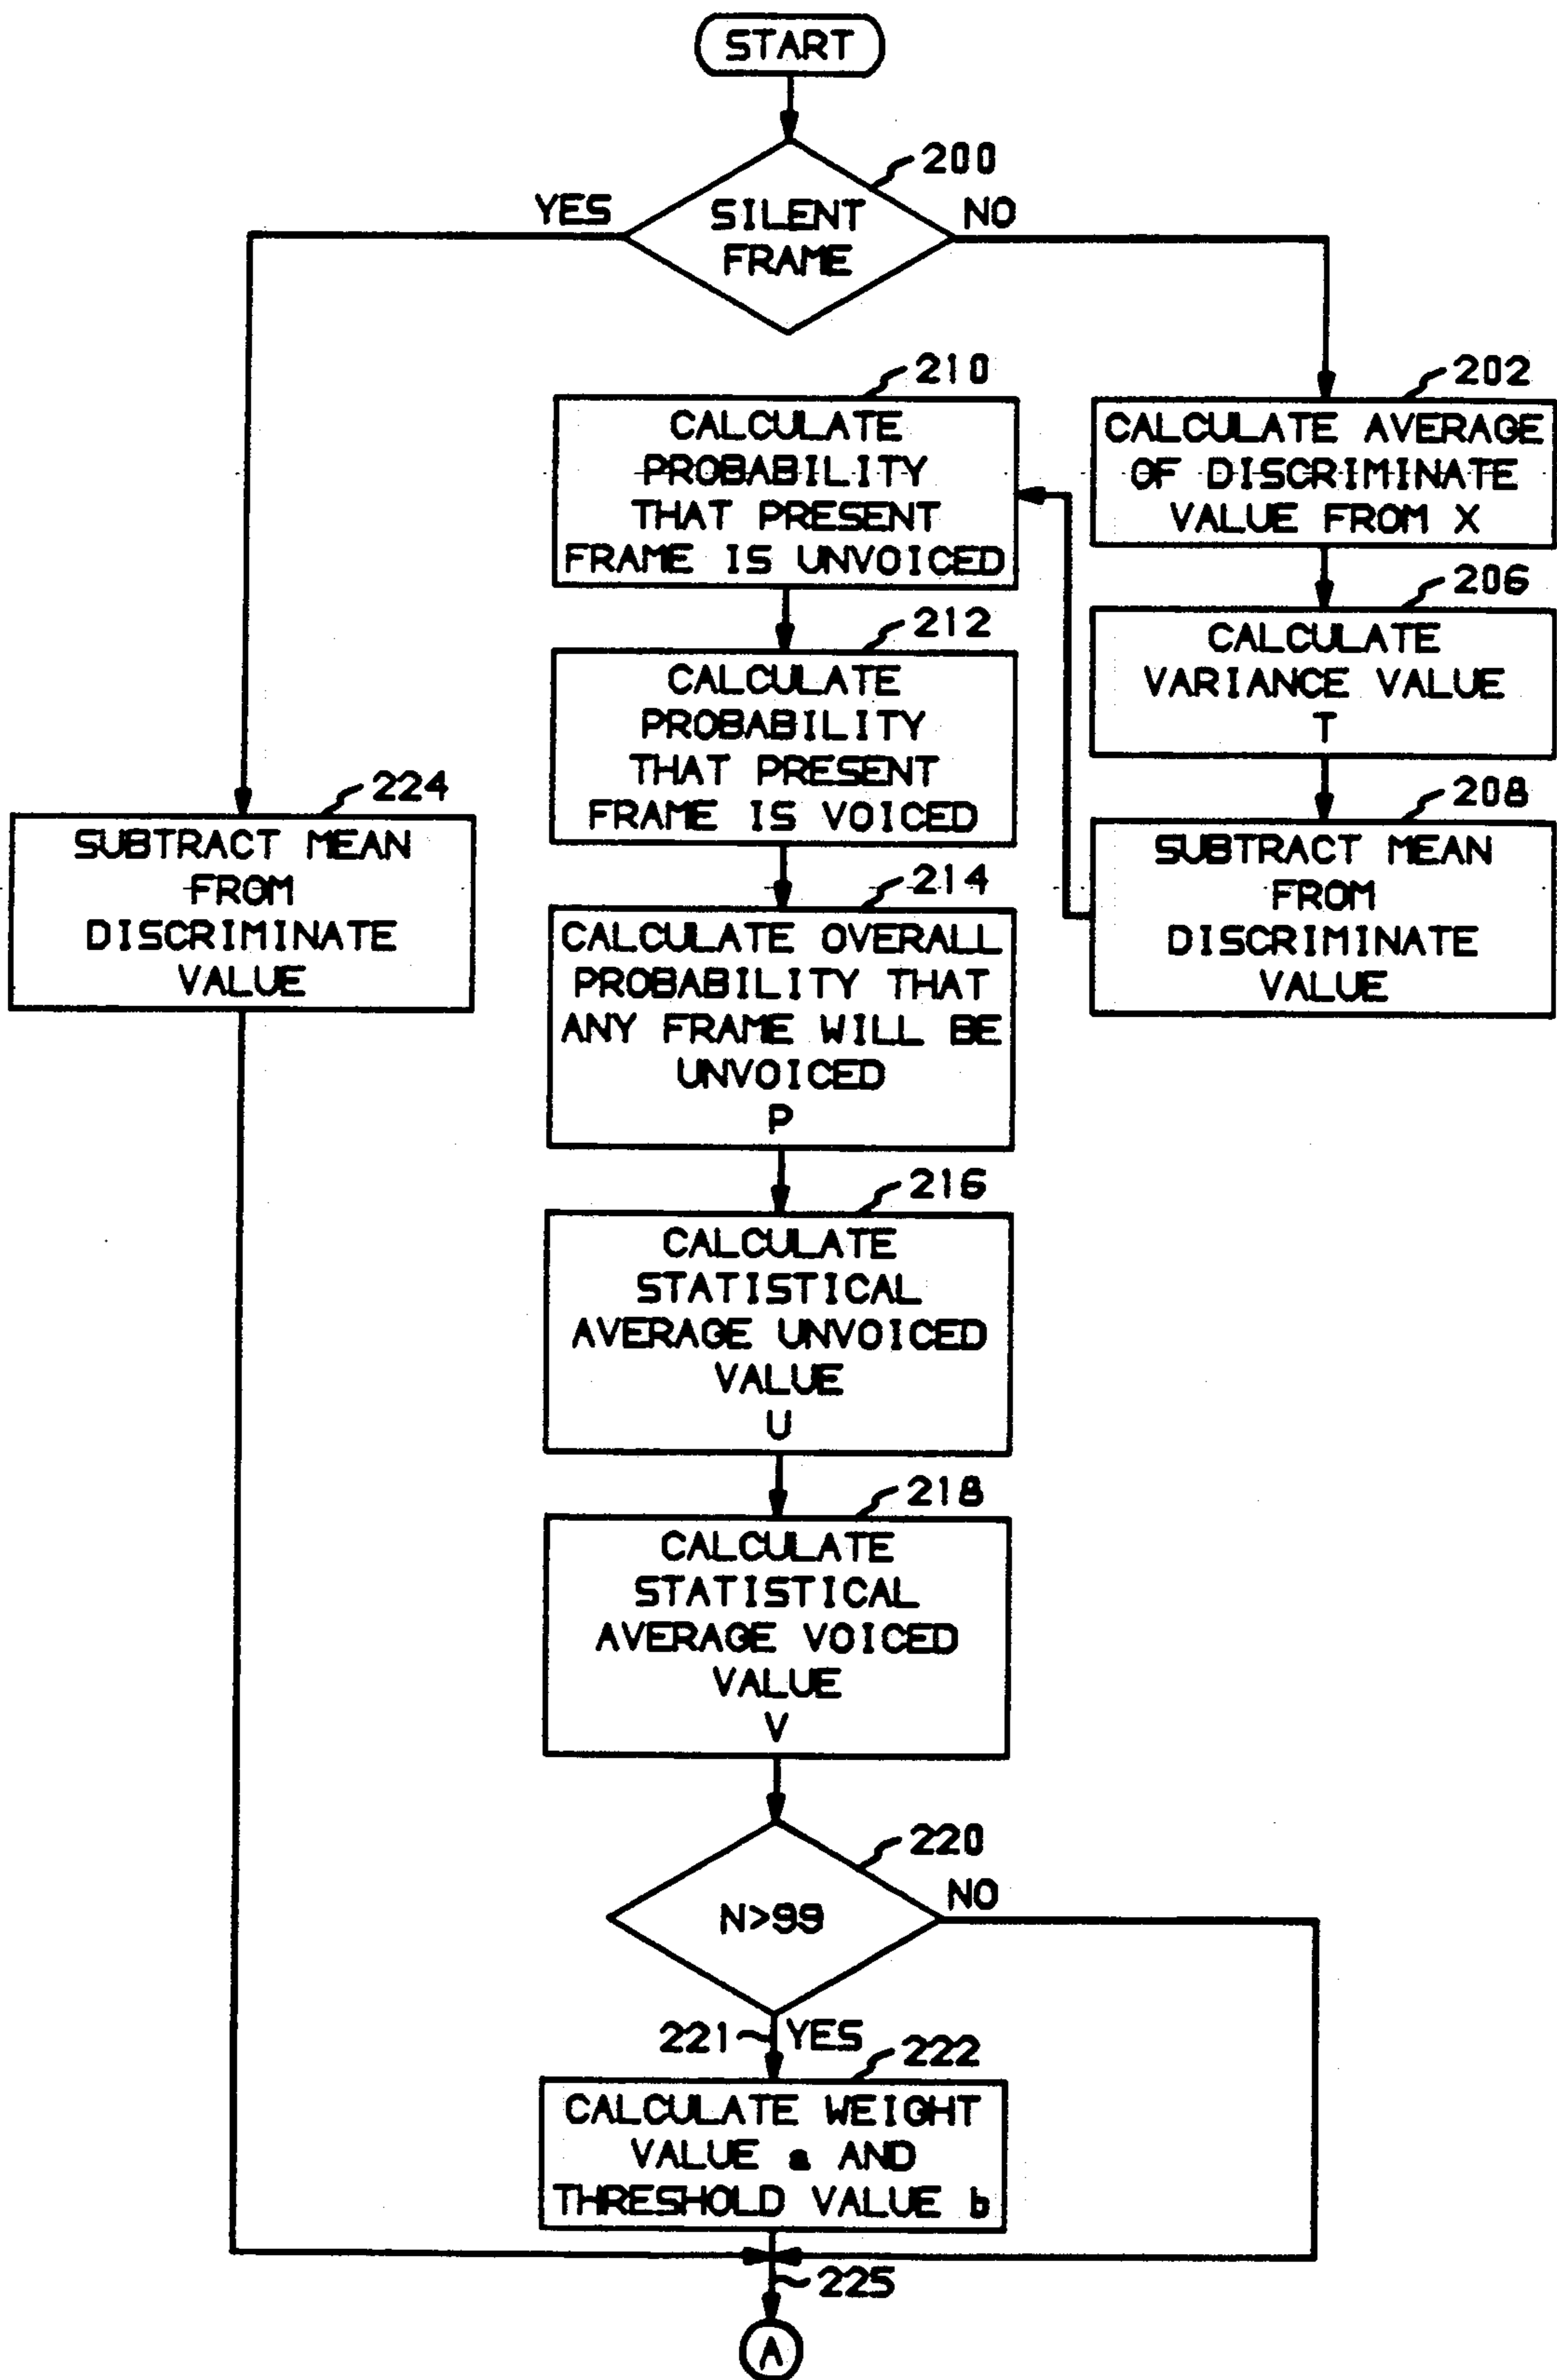 START
200
YES
SILENT
FRAME
NO
210
CALCULATE
PROBABILITY
THAT PRESENT
FRAME IS UNVOICED
202
CALCULATE AVERAGE
OF DISCRIMINATE
VALUE FROM X
206
CALCULATE
VARIANCE VALUE
T
212
CALCULATE
PROBABILITY
THAT PRESENT
FRAME IS VOICED
224
SUBTRACT MEAN
FROM
DISCRIMINATE
VALUE
208
SUBTRACT MEAN
FROM
DISCRIMINATE
VALUE
214
CALCULATE OVERALL
PROBABILITY THAT
ANY FRAME WILL BE
UNVOICED
P
216
CALCULATE
STATISTICAL
AVERAGE UNVOICED
VALUE
U
218
CALCULATE
STATISTICAL
AVERAGE VOICED
VALUE
V
220
N>99
NO
221
YES
222
CALCULATE WEIGHT
VALUE a AND
THRESHOLD VALUE b
225
A